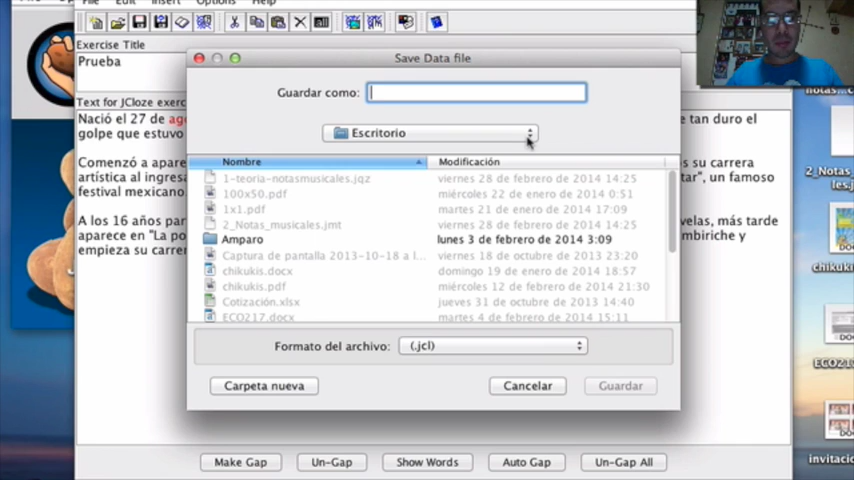 File Edit Insert Options Help
Exercise Title
Prueba
Save Data file
Guardar como:
Escritorio
Nombre Modificación
1-teoria-notasmusicales.jqz viernes 28 de febrero de 2014 14:25
100x50.pdf miércoles 22 de enero de 2014 0:51
1x1.pdf martes 21 de enero de 2014 17:09
2_Notas_musicales.jmt viernes 28 de febrero de 2014 14:25
Amparo lunes 3 de febrero de 2014 3:09
Captura de pantalla 2013-10-18 a l... viernes 18 de octubre de 2013 23:20
chikukis.docx domingo 19 de enero de 2014 18:57
chikukis.pdf miércoles 12 de febrero de 2014 21:30
Cotización.xlsx jueves 31 de octubre de 2013 14:40
ECO217.docx martes 4 de febrero de 2014 15:11
Formato del archivo: (.jcl)
Carpeta nueva Cancelar Guardar
Text for JCloze exerc
Nació el 27 de ag e tan duro el
golpe que estuvo
Comenzó a apare s su carrera
artística al ingresa tar", un famoso
festival mexicano
A los 16 años par velas, más tarde
aparece en "La po mbiriche y
empieza su carrer
Make Gap Un-Gap Show Words Auto Gap Un-Gap All
notas...c
2_Notas_
les.j
chikuki
ECO21
invitacio